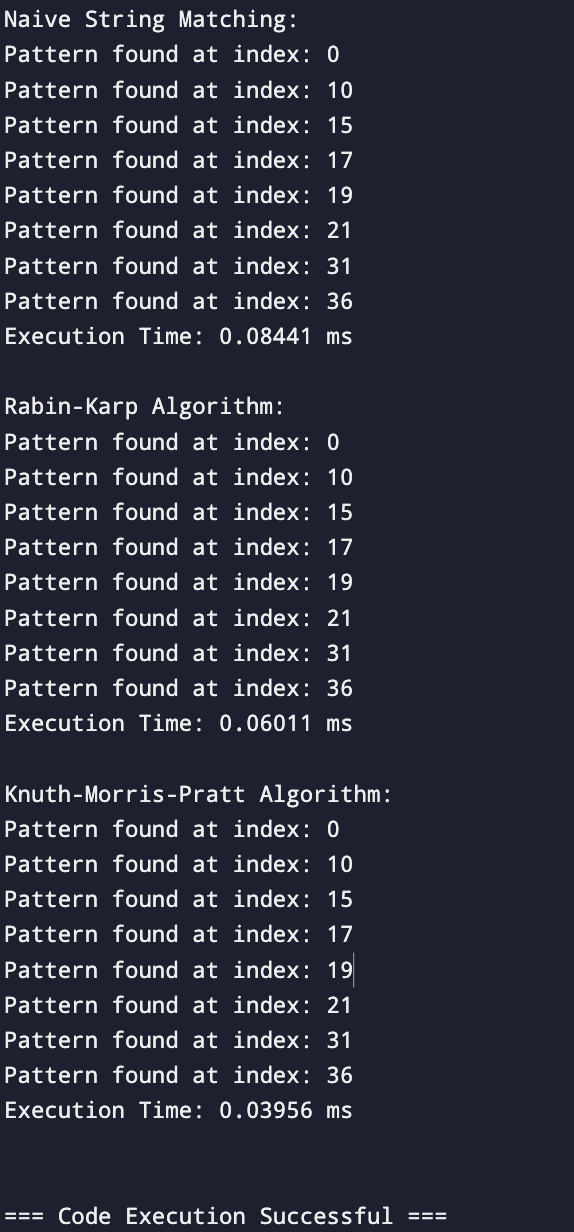 Naive String Matching:
Pattern found at index: 0
Pattern found at index: 10
Pattern found at index: 15
Pattern found at index: 17
Pattern found at index: 19
Pattern found at index: 21
Pattern found at index: 31
Pattern found at index: 36
Execution Time: 0.08441 ms

Rabin-Karp Algorithm:
Pattern found at index: 0
Pattern found at index: 10
Pattern found at index: 15
Pattern found at index: 17
Pattern found at index: 19
Pattern found at index: 21
Pattern found at index: 31
Pattern found at index: 36
Execution Time: 0.06011 ms

Knuth-Morris-Pratt Algorithm:
Pattern found at index: 0
Pattern found at index: 10
Pattern found at index: 15
Pattern found at index: 17
Pattern found at index: 19
Pattern found at index: 21
Pattern found at index: 31
Pattern found at index: 36
Execution Time: 0.03956 ms

=== Code Execution Successful ===